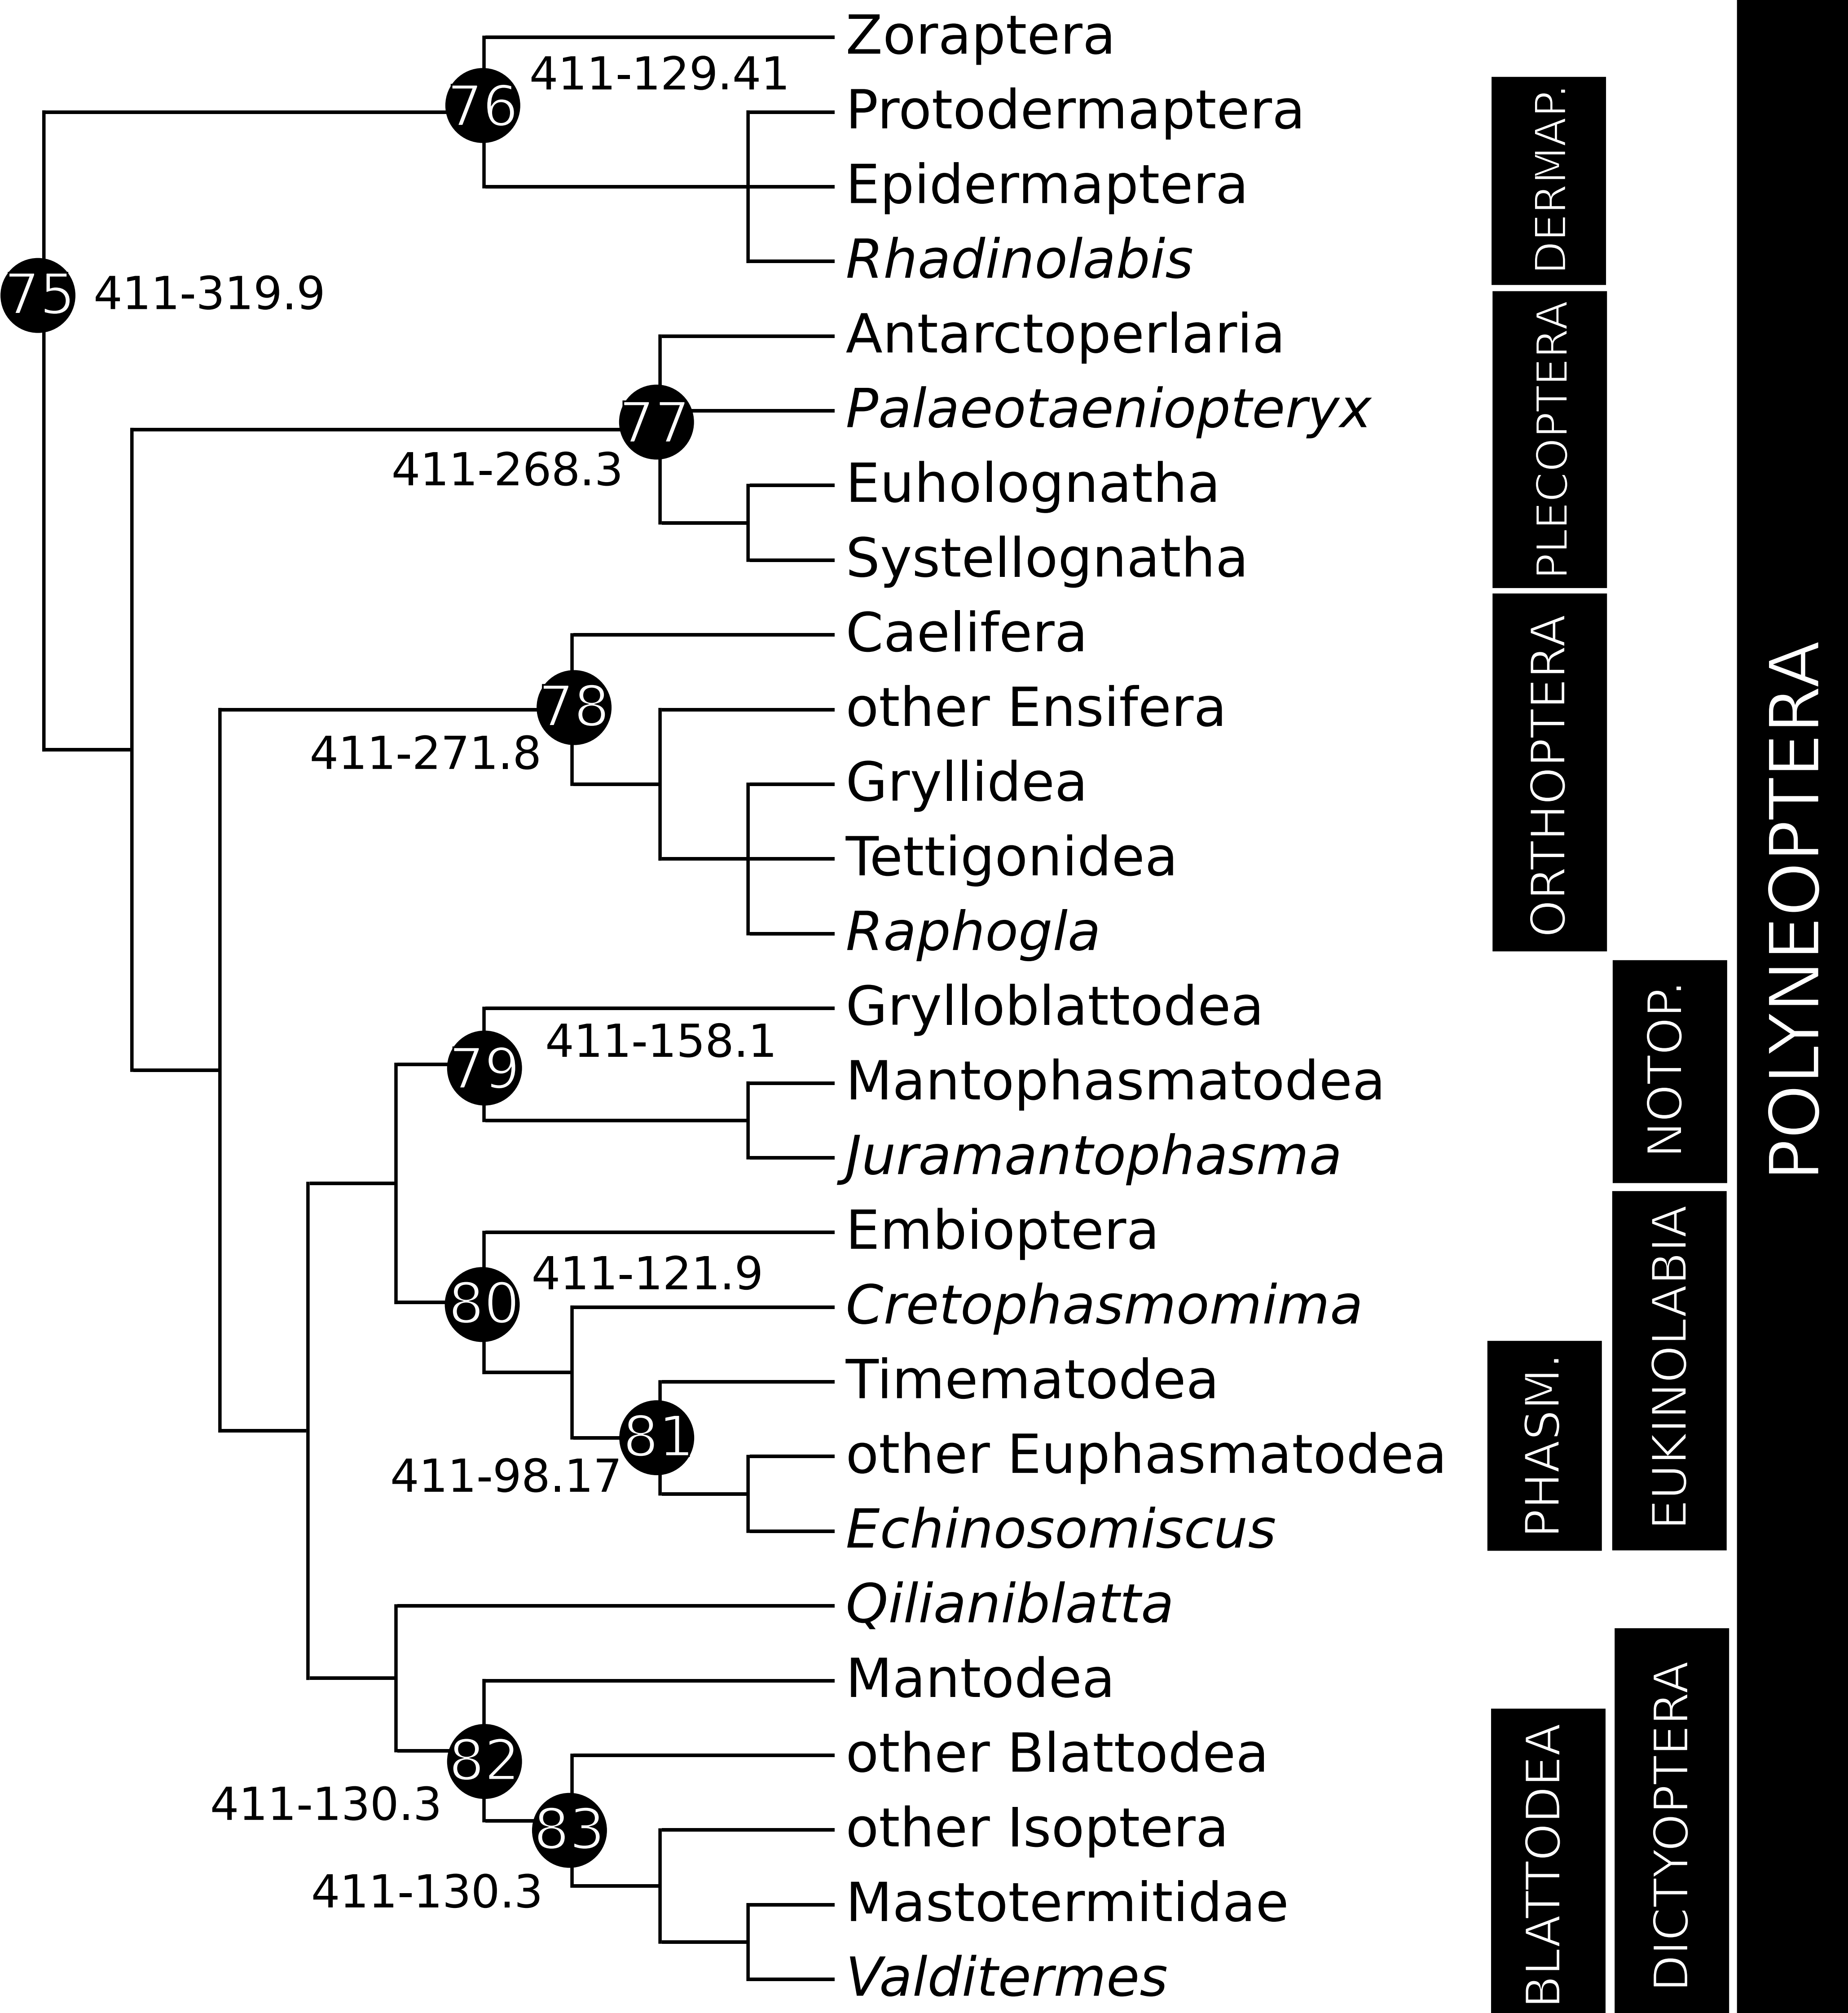 Zoraptera
76
411-129.41
Protodermaptera
Epidermaptera
Rhadinolabis
DERMAP.
75
411-319.9
Antarctoperlaria
77
Palaeotaeniopteryx
411-268.3
Euholognatha
Systellognatha
PLECOPTERA
Caelifera
78
other Ensifera
411-271.8
Gryllidea
Tettigonidea
Raphogla
ORTHOPTERA
POLYNEOPTERA
Grylloblattodea
79
411-158.1
Mantophasmatodea
Juramantophasma
NOTOP.
Embioptera
80
411-121.9
Cretophasmomima
Timematodea
81
other Euphasmatodea
411-98.17
Echinosomiscus
PHASM.
EUKINOLABIA
Qilianiblatta
Mantodea
82
other Blattodea
411-130.3
83
other Isoptera
411-130.3
Mastotermitidae
Valditermes
BLATTODEA
DICTYOPTERA